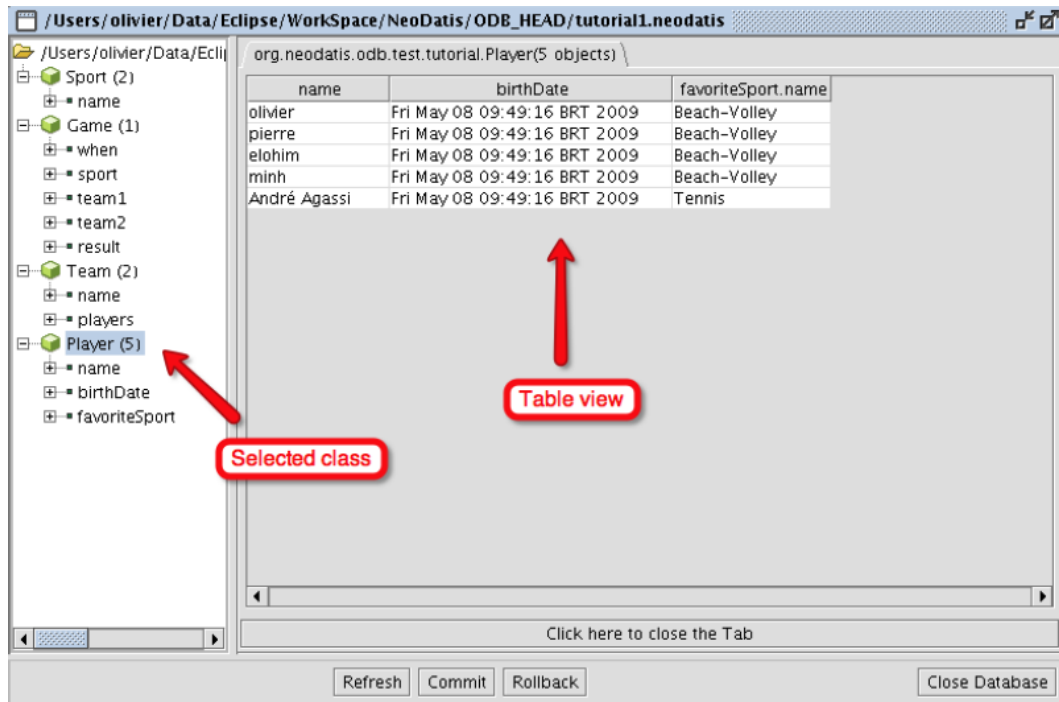 /Users/olivier/Data/Eclipse/WorkSpace/NeoDatis/ODB_HEAD/tutorial1.neodatis
/Users/olivier/Data/Ecli
Sport (2)
name
Game (1)
when
sport
team1
team2
result
Team (2)
name
players
Player (5)
name
birthDate
favoriteSport
Selected class
org.neodatis.odb.test.tutorial.Player(5 objects)
name birthDate favoriteSport.name
olivier Fri May 08 09:49:16 BRT 2009 Beach-Volley
pierre Fri May 08 09:49:16 BRT 2009 Beach-Volley
elohim Fri May 08 09:49:16 BRT 2009 Beach-Volley
minh Fri May 08 09:49:16 BRT 2009 Beach-Volley
André Agassi Fri May 08 09:49:16 BRT 2009 Tennis
Table view
Click here to close the Tab
Refresh Commit Rollback Close Database